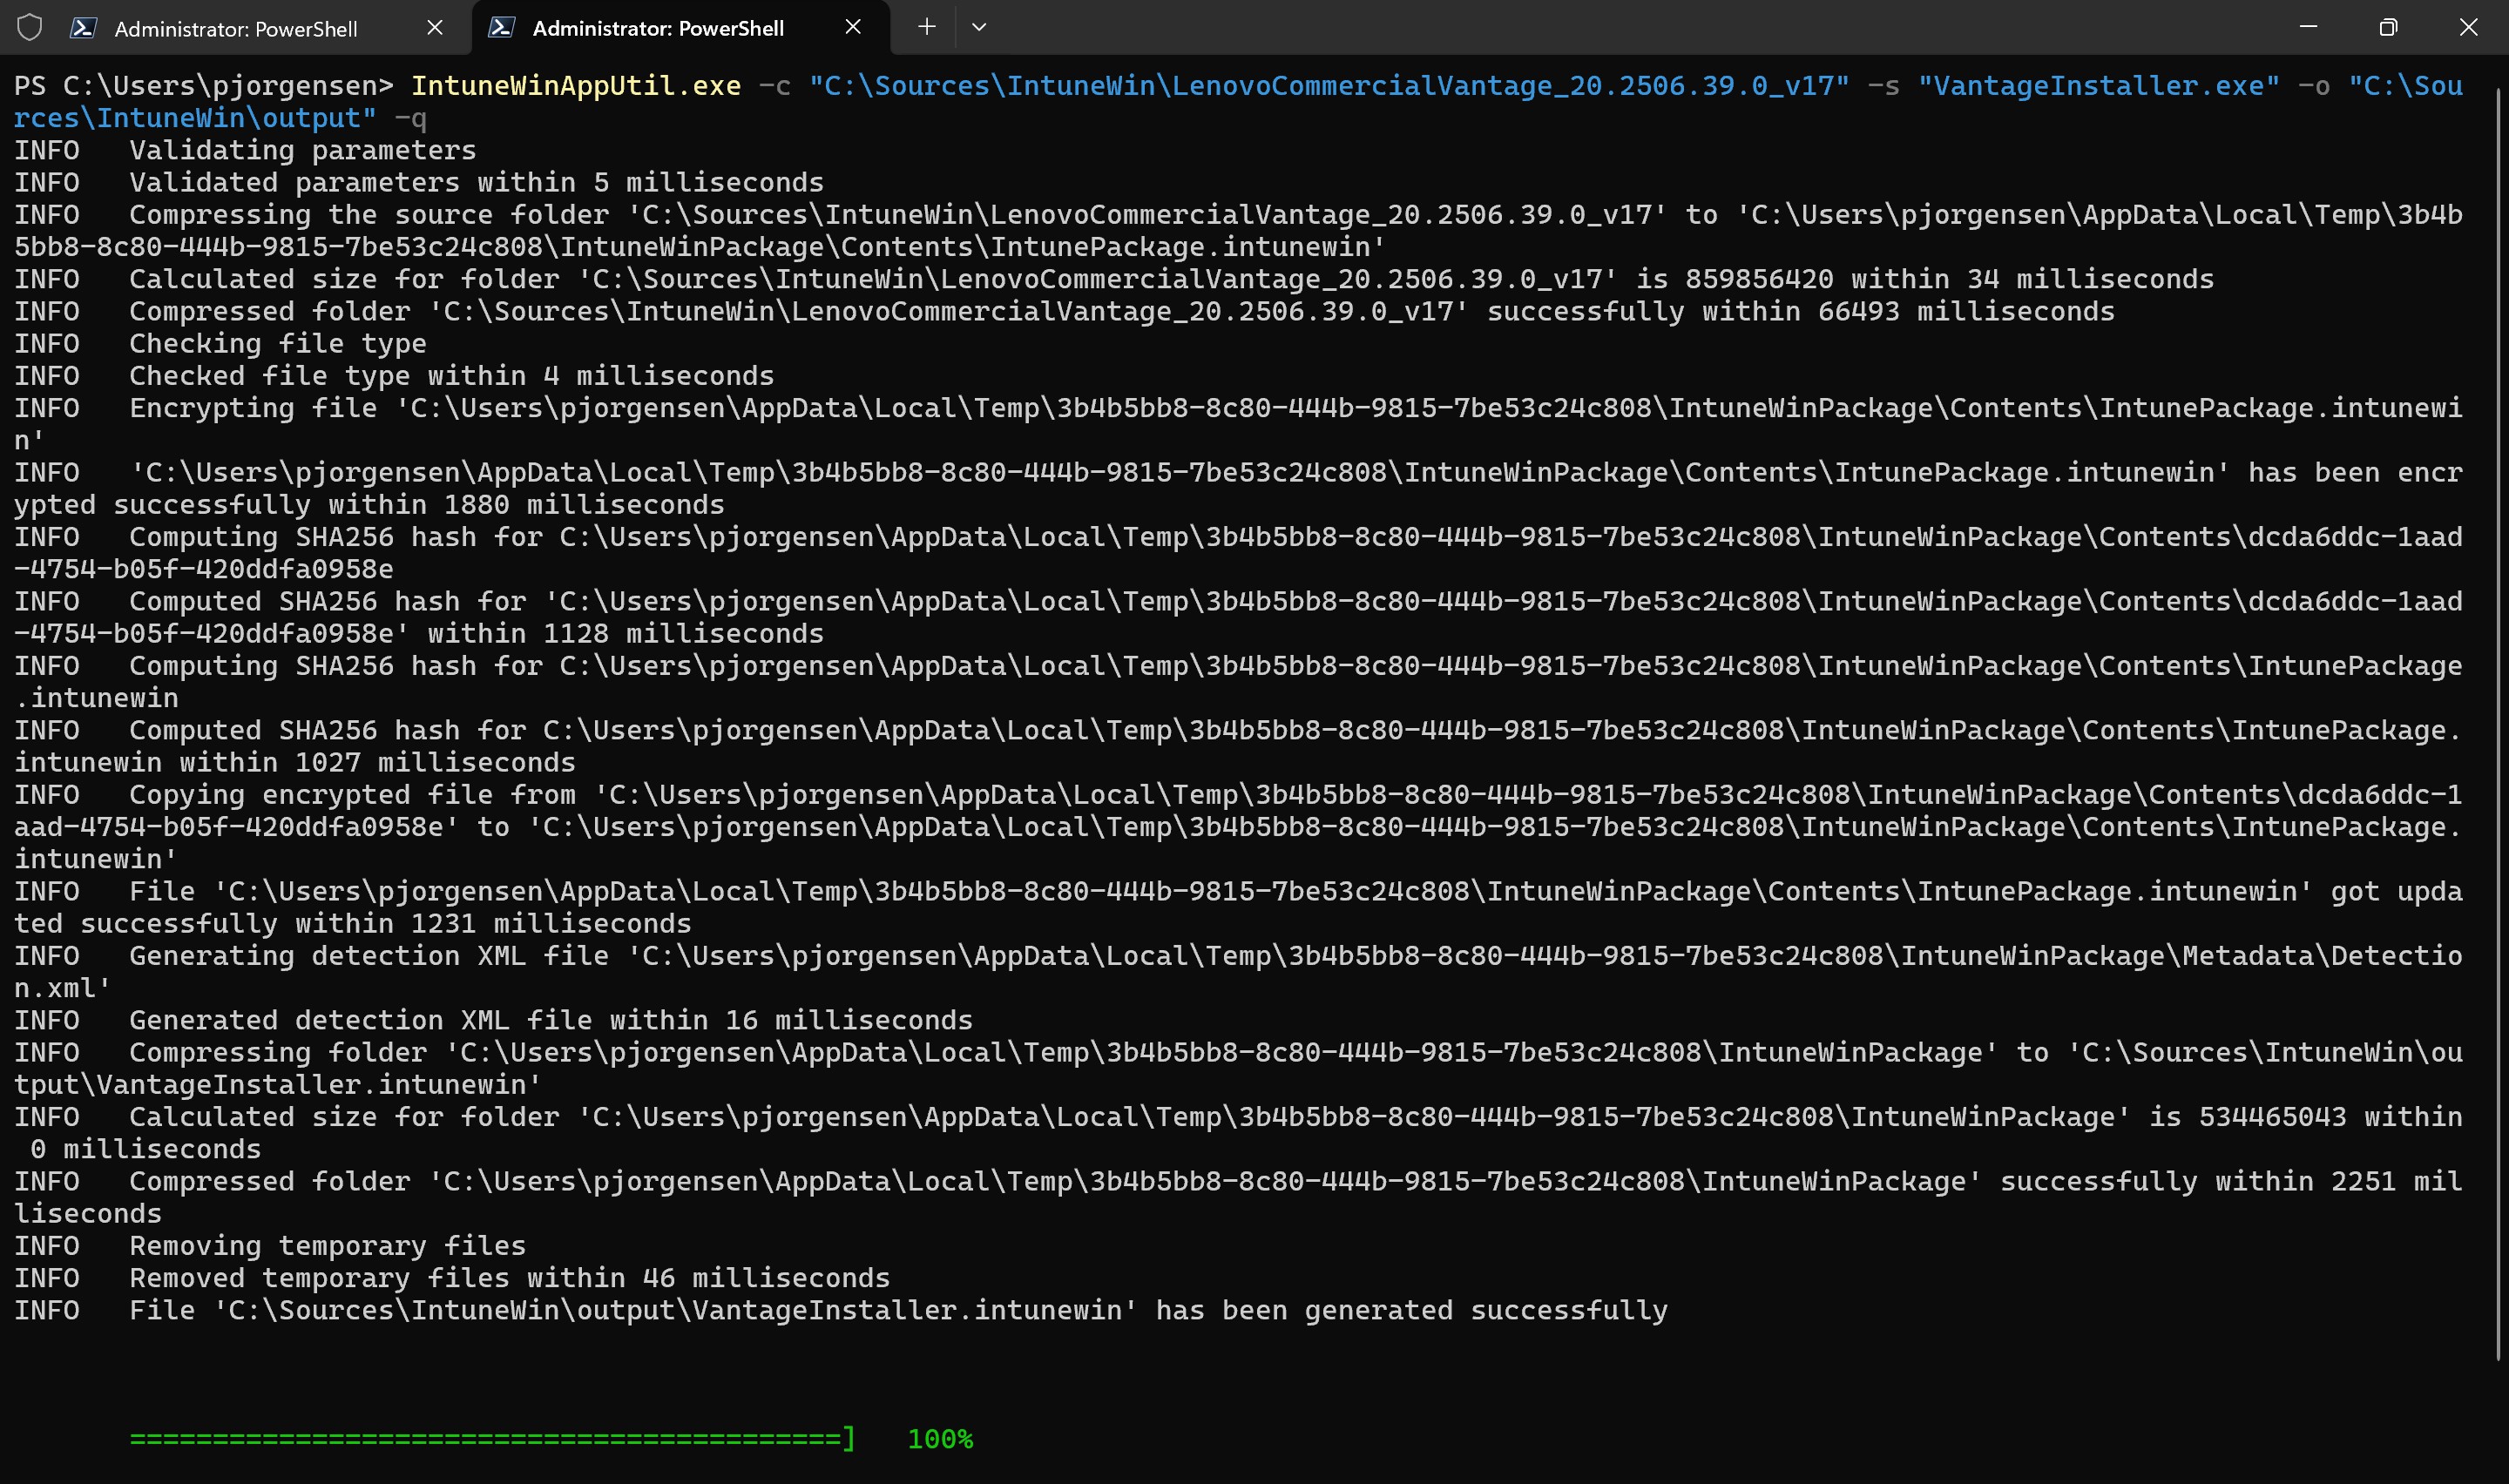 Administrator: PowerShell
Administrator: PowerShell
PS C:\Users\pjorgensen> IntuneWinAppUtil.exe -c "C:\Sources\IntuneWin\LenovoCommercialVantage_20.2506.39.0_v17" -s "VantageInstaller.exe" -o "C:\Sou
rces\IntuneWin\output" -q
INFO   Validating parameters
INFO   Validated parameters within 5 milliseconds
INFO   Compressing the source folder 'C:\Sources\IntuneWin\LenovoCommercialVantage_20.2506.39.0_v17' to 'C:\Users\pjorgensen\AppData\Local\Temp\3b4b
5bb8-8c80-444b-9815-7be53c24c808\IntuneWinPackage\Contents\IntunePackage.intunewin'
INFO   Calculated size for folder 'C:\Sources\IntuneWin\LenovoCommercialVantage_20.2506.39.0_v17' is 859856420 within 34 milliseconds
INFO   Compressed folder 'C:\Sources\IntuneWin\LenovoCommercialVantage_20.2506.39.0_v17' successfully within 66493 milliseconds
INFO   Checking file type
INFO   Checked file type within 4 milliseconds
INFO   Encrypting file 'C:\Users\pjorgensen\AppData\Local\Temp\3b4b5bb8-8c80-444b-9815-7be53c24c808\IntuneWinPackage\Contents\IntunePackage.intunewi
n'
INFO   'C:\Users\pjorgensen\AppData\Local\Temp\3b4b5bb8-8c80-444b-9815-7be53c24c808\IntuneWinPackage\Contents\IntunePackage.intunewin' has been encr
ypted successfully within 1880 milliseconds
INFO   Computing SHA256 hash for C:\Users\pjorgensen\AppData\Local\Temp\3b4b5bb8-8c80-444b-9815-7be53c24c808\IntuneWinPackage\Contents\dcda6ddc-1aad
-4754-b05f-420ddfa0958e
INFO   Computed SHA256 hash for 'C:\Users\pjorgensen\AppData\Local\Temp\3b4b5bb8-8c80-444b-9815-7be53c24c808\IntuneWinPackage\Contents\dcda6ddc-1aad
-4754-b05f-420ddfa0958e' within 1128 milliseconds
INFO   Computing SHA256 hash for C:\Users\pjorgensen\AppData\Local\Temp\3b4b5bb8-8c80-444b-9815-7be53c24c808\IntuneWinPackage\Contents\IntunePackage
.intunewin
INFO   Computed SHA256 hash for C:\Users\pjorgensen\AppData\Local\Temp\3b4b5bb8-8c80-444b-9815-7be53c24c808\IntuneWinPackage\Contents\IntunePackage.
intunewin within 1027 milliseconds
INFO   Copying encrypted file from 'C:\Users\pjorgensen\AppData\Local\Temp\3b4b5bb8-8c80-444b-9815-7be53c24c808\IntuneWinPackage\Contents\dcda6ddc-1
aad-4754-b05f-420ddfa0958e' to 'C:\Users\pjorgensen\AppData\Local\Temp\3b4b5bb8-8c80-444b-9815-7be53c24c808\IntuneWinPackage\Contents\IntunePackage.
intunewin'
INFO   File 'C:\Users\pjorgensen\AppData\Local\Temp\3b4b5bb8-8c80-444b-9815-7be53c24c808\IntuneWinPackage\Contents\IntunePackage.intunewin' got upda
ted successfully within 1231 milliseconds
INFO   Generating detection XML file 'C:\Users\pjorgensen\AppData\Local\Temp\3b4b5bb8-8c80-444b-9815-7be53c24c808\IntuneWinPackage\Metadata\Detectio
n.xml'
INFO   Generated detection XML file within 16 milliseconds
INFO   Compressing folder 'C:\Users\pjorgensen\AppData\Local\Temp\3b4b5bb8-8c80-444b-9815-7be53c24c808\IntuneWinPackage' to 'C:\Sources\IntuneWin\ou
tput\VantageInstaller.intunewin'
INFO   Calculated size for folder 'C:\Users\pjorgensen\AppData\Local\Temp\3b4b5bb8-8c80-444b-9815-7be53c24c808\IntuneWinPackage' is 534465043 within
 0 milliseconds
INFO   Compressed folder 'C:\Users\pjorgensen\AppData\Local\Temp\3b4b5bb8-8c80-444b-9815-7be53c24c808\IntuneWinPackage' successfully within 2251 mil
liseconds
INFO   Removing temporary files
INFO   Removed temporary files within 46 milliseconds
INFO   File 'C:\Sources\IntuneWin\output\VantageInstaller.intunewin' has been generated successfully
===========================================]   100%